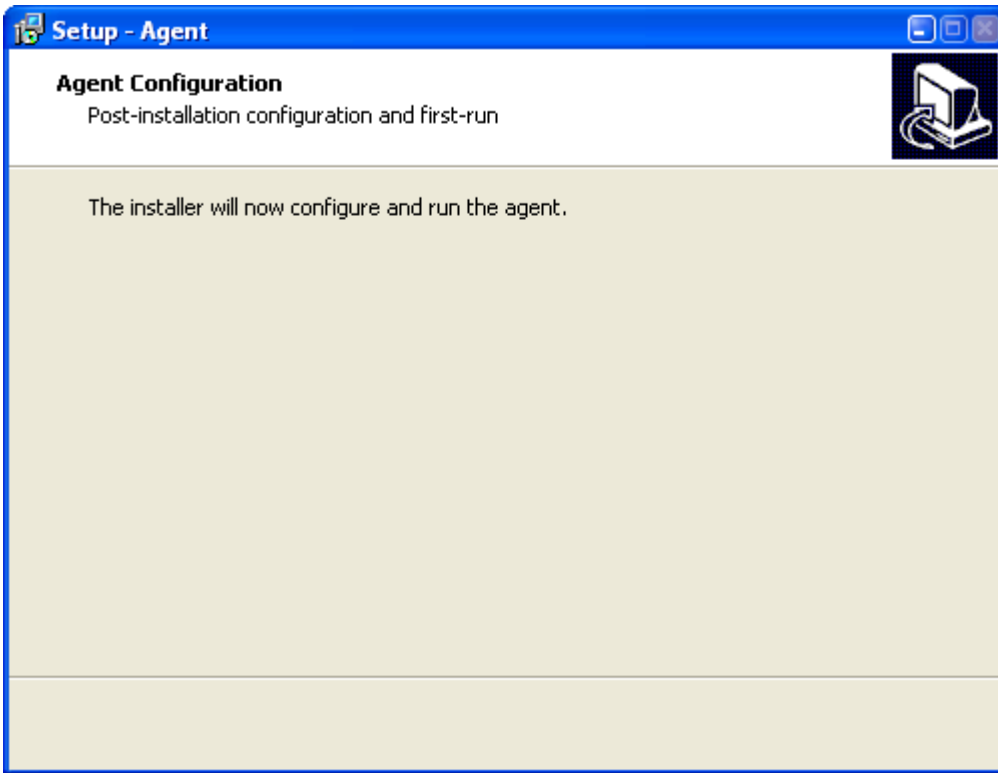 Setup - Agent
Agent Configuration
Post-installation configuration and first-run
The installer will now configure and run the agent.